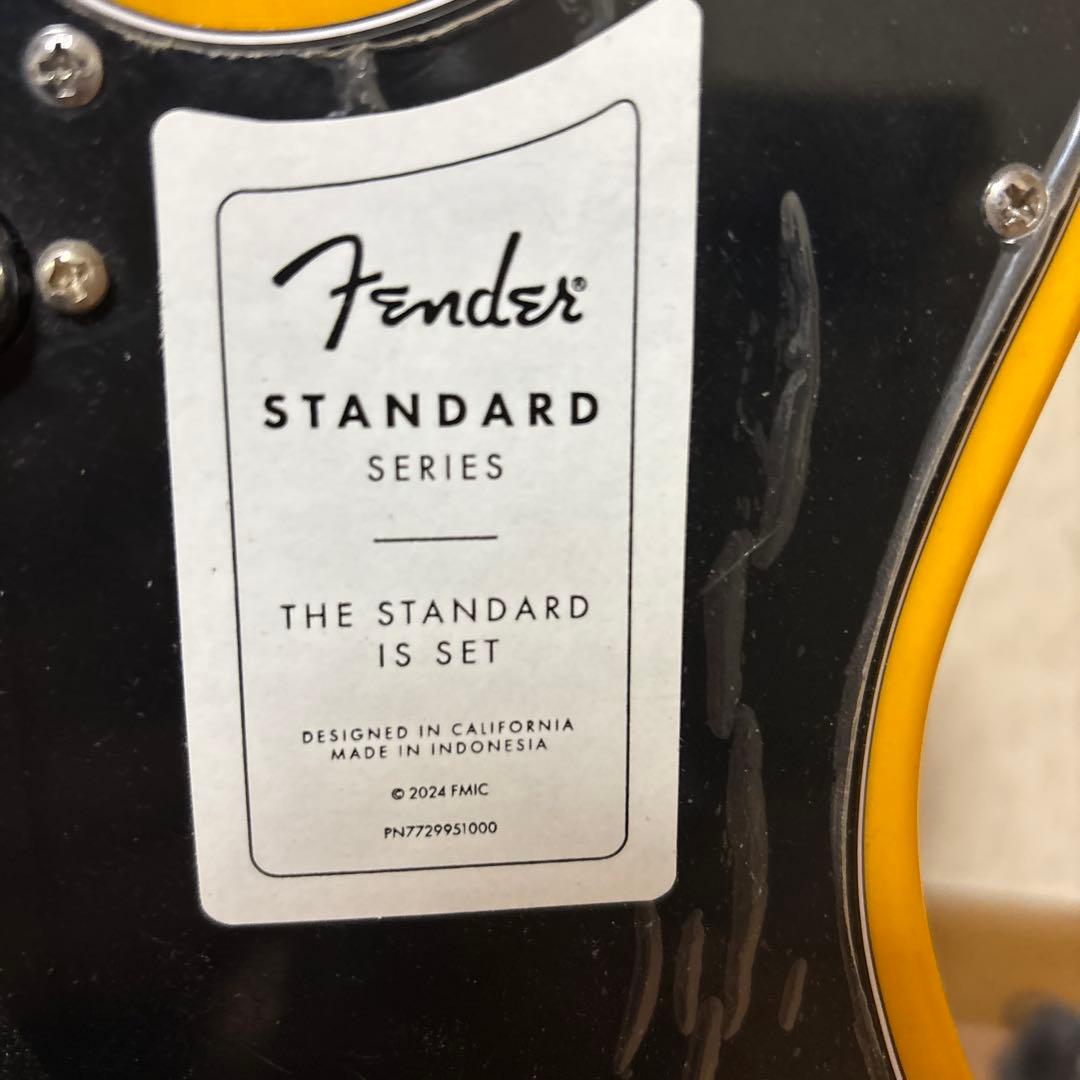 Fender®
STANDARD
SERIES
THE STANDARD
IS SET
DESIGNED IN CALIFORNIA
MADE IN INDONESIA
© 2024 FMIC
PN7729951000